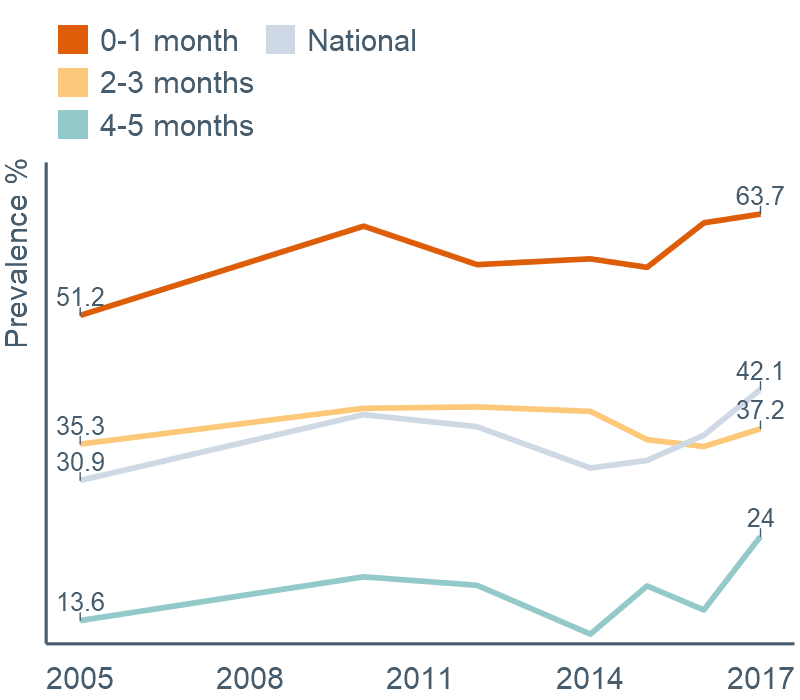 0-1 month
National
2-3 months
4-5 months
Prevalence %
63.7
51.2
42.1
37.2
35.3
30.9
24
13.6
2005 2008 2011 2014 2017